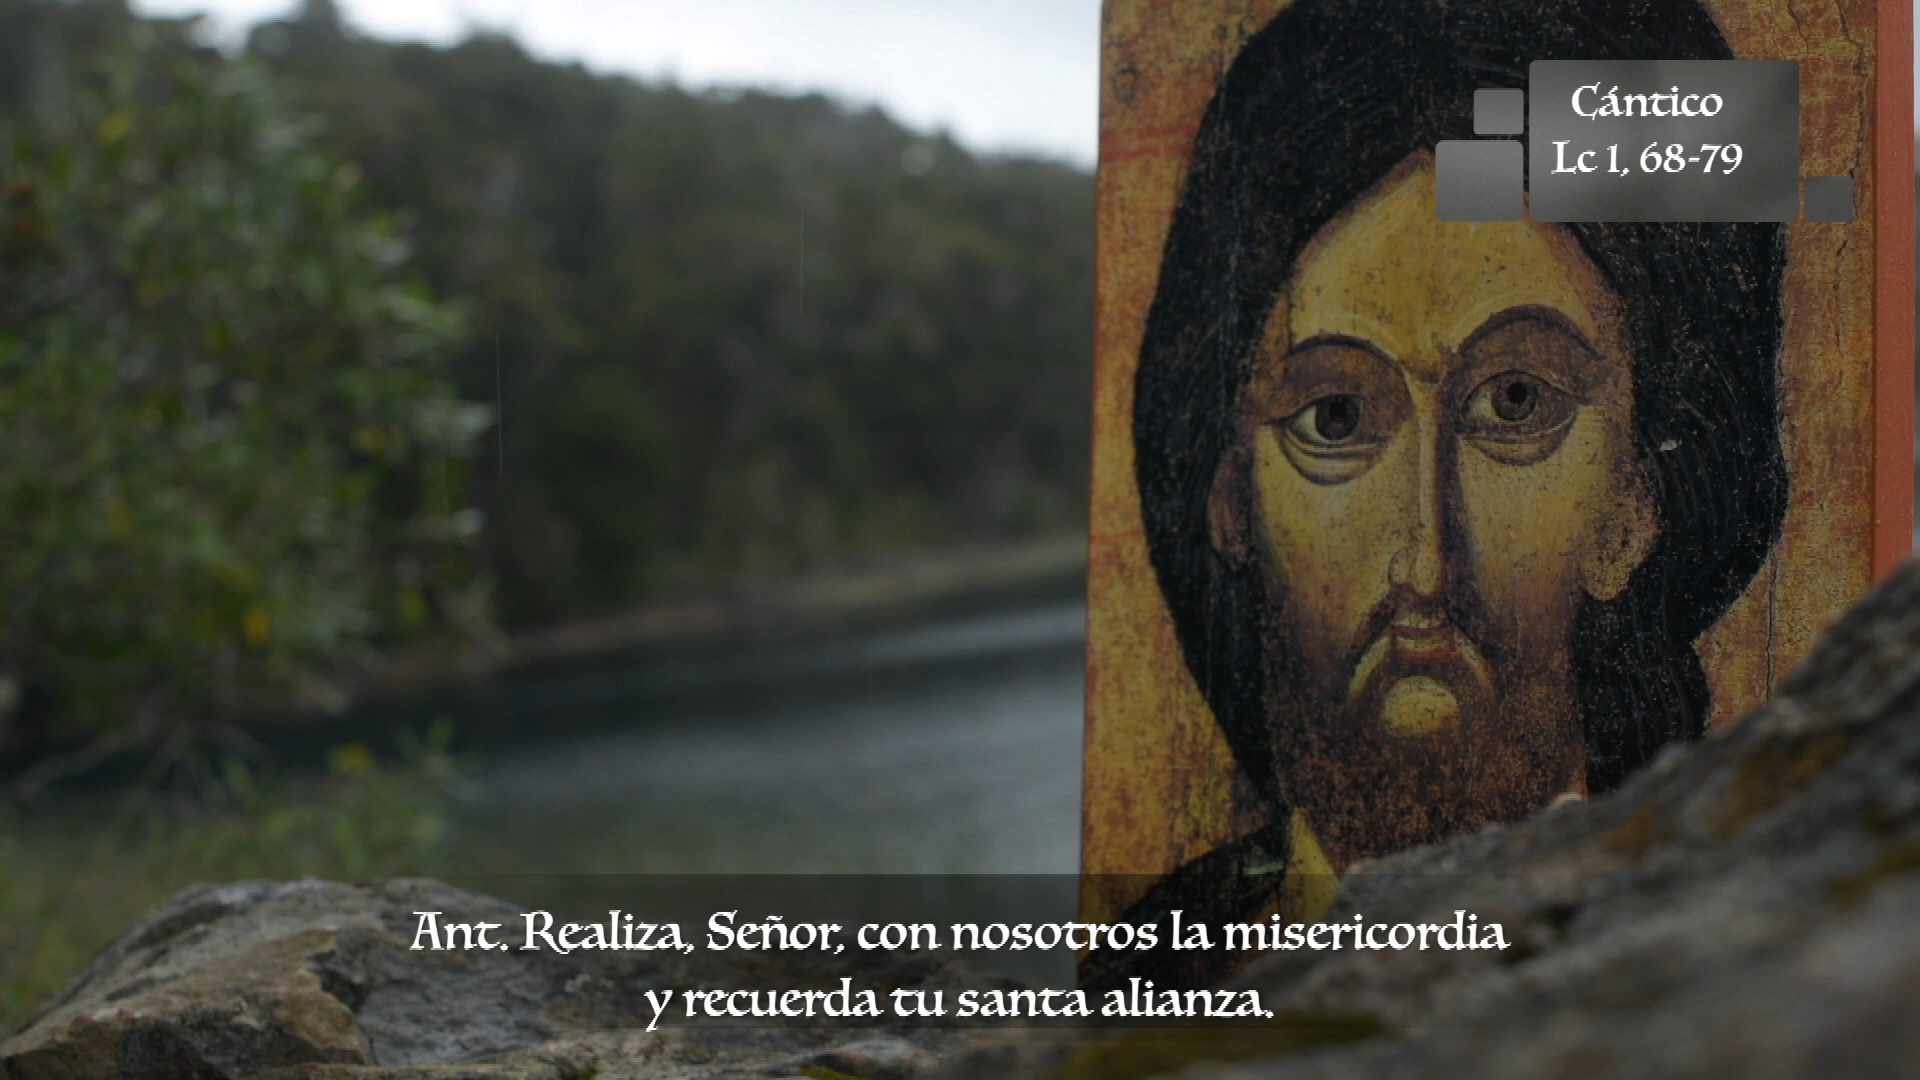 Cántico
Lc 1, 68-79
Ant. Realiza, Señor, con nosotros la misericordia
y recuerda tu santa alianza.